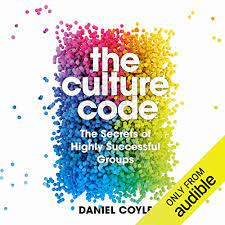 the
culture
code
The Secrets of
Highly Successful
Groups
DANIEL COYLE
ONLY FROM
audible